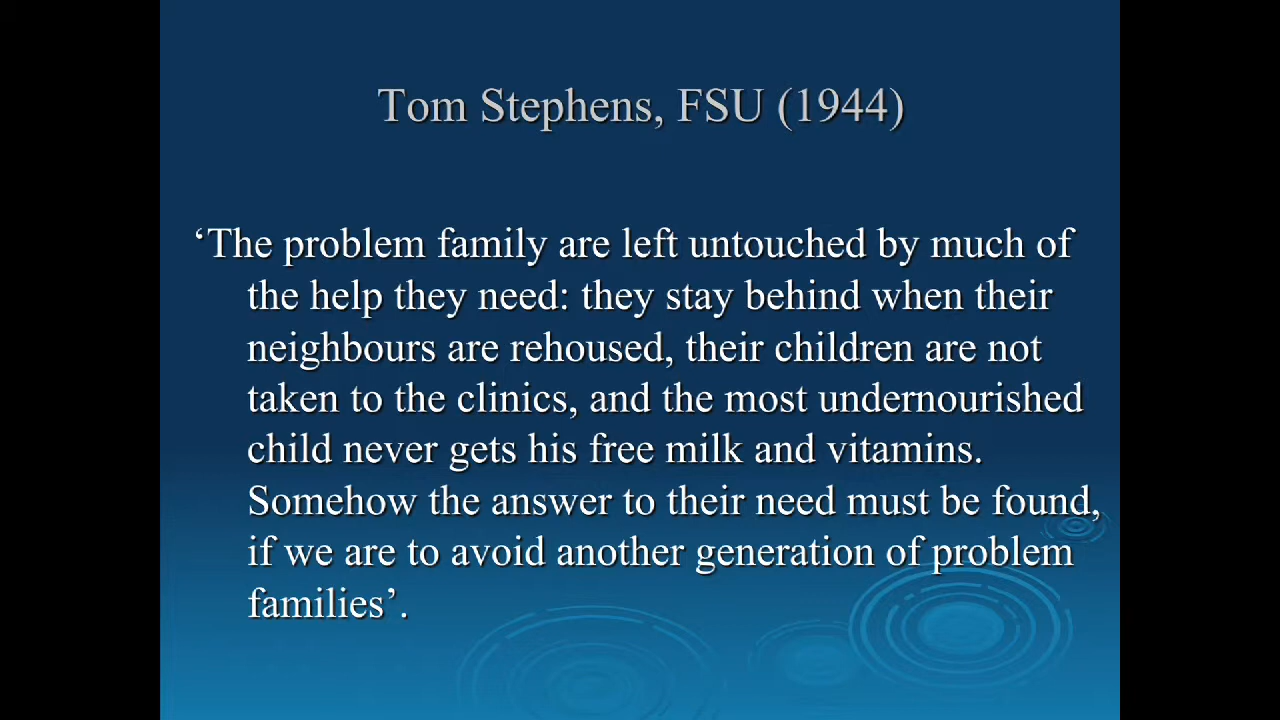 Tom Stephens, FSU (1944)
‘The problem family are left untouched by much of
the help they need: they stay behind when their
neighbours are rehoused, their children are not
taken to the clinics, and the most undernourished
child never gets his free milk and vitamins.
Somehow the answer to their need must be found,
if we are to avoid another generation of problem
families’.